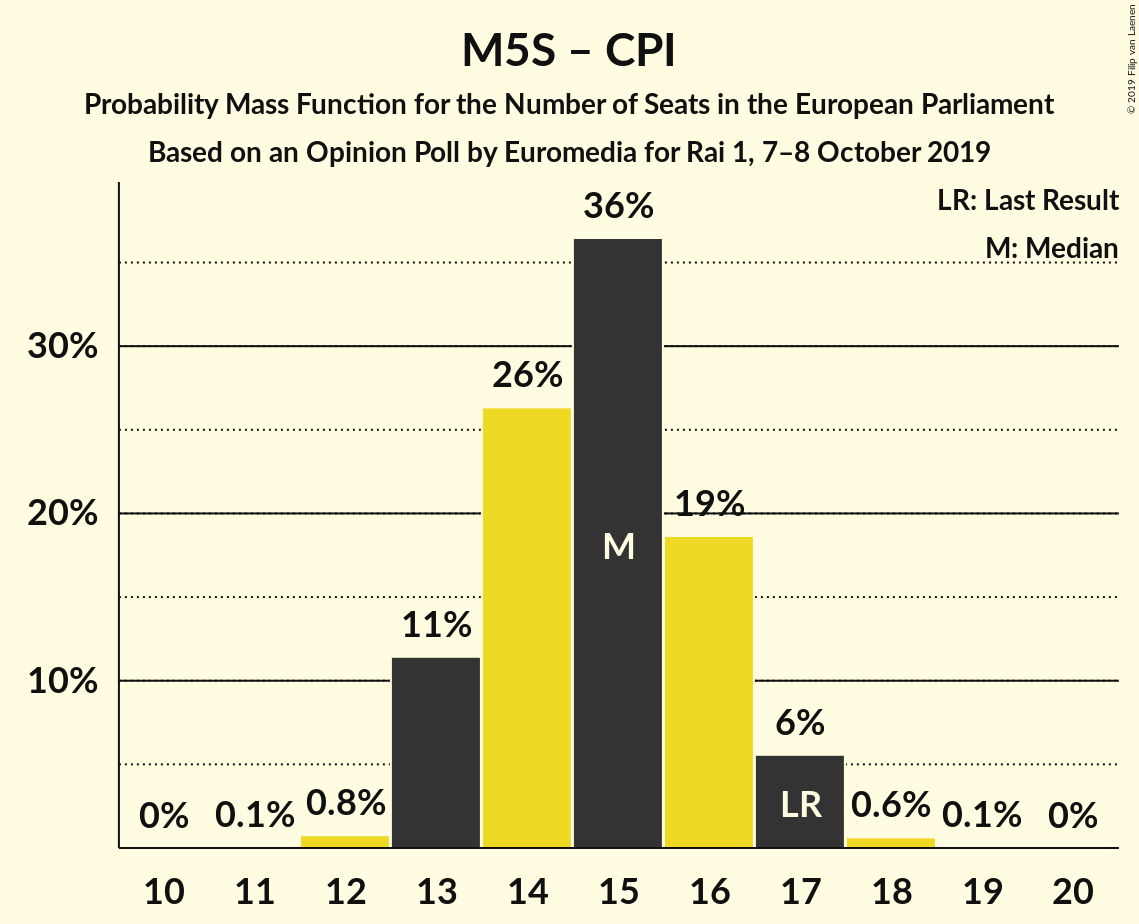 M5S – CPI
Probability Mass Function for the Number of Seats in the European Parliament
Based on an Opinion Poll by Euromedia for Rai 1, 7–8 October 2019
© 2019 Filip van Laenen
LR: Last Result
M: Median
30%
20%
10%
0%
0.1%
0.8%
11%
26%
36%
M
19%
6%
LR
0.6%
0.1%
0%
10 11 12 13 14 15 16 17 18 19 20